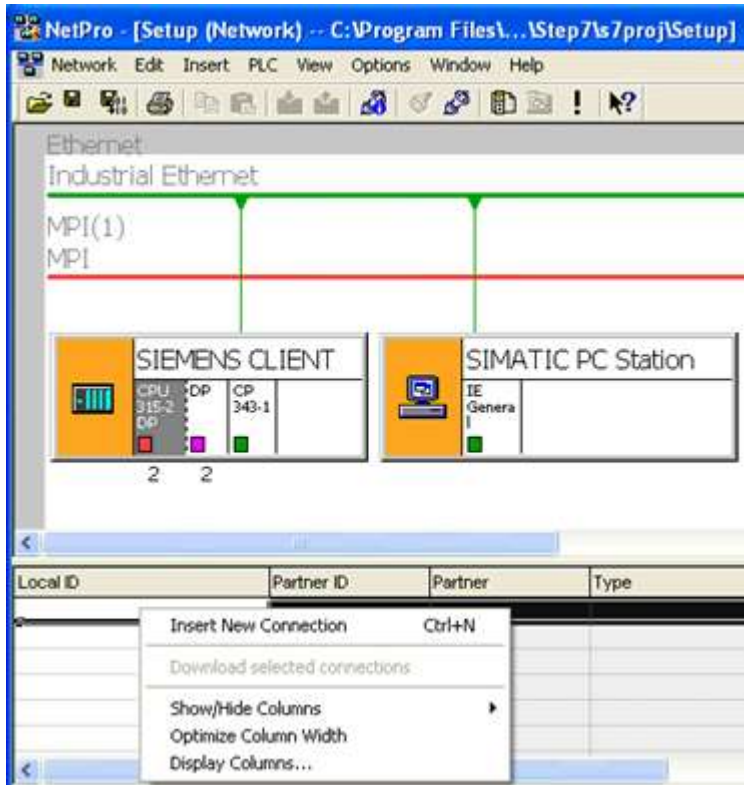 NetPro - [Setup (Network) -- C:\Program Files\...\Step7\s7proj\Setup]
Network Edit Insert PLC View Options Window Help
Ethernet
Industrial Ethernet
MPI(1)
MPI
SIEMENS CLIENT
CPU
315-2
DP
DP
CP
343-1
2 2
SIMATIC PC Station
IE
Genera
l
Local ID Partner ID Partner Type
Insert New Connection Ctrl+N
Download selected connections
Show/Hide Columns
Optimize Column Width
Display Columns...